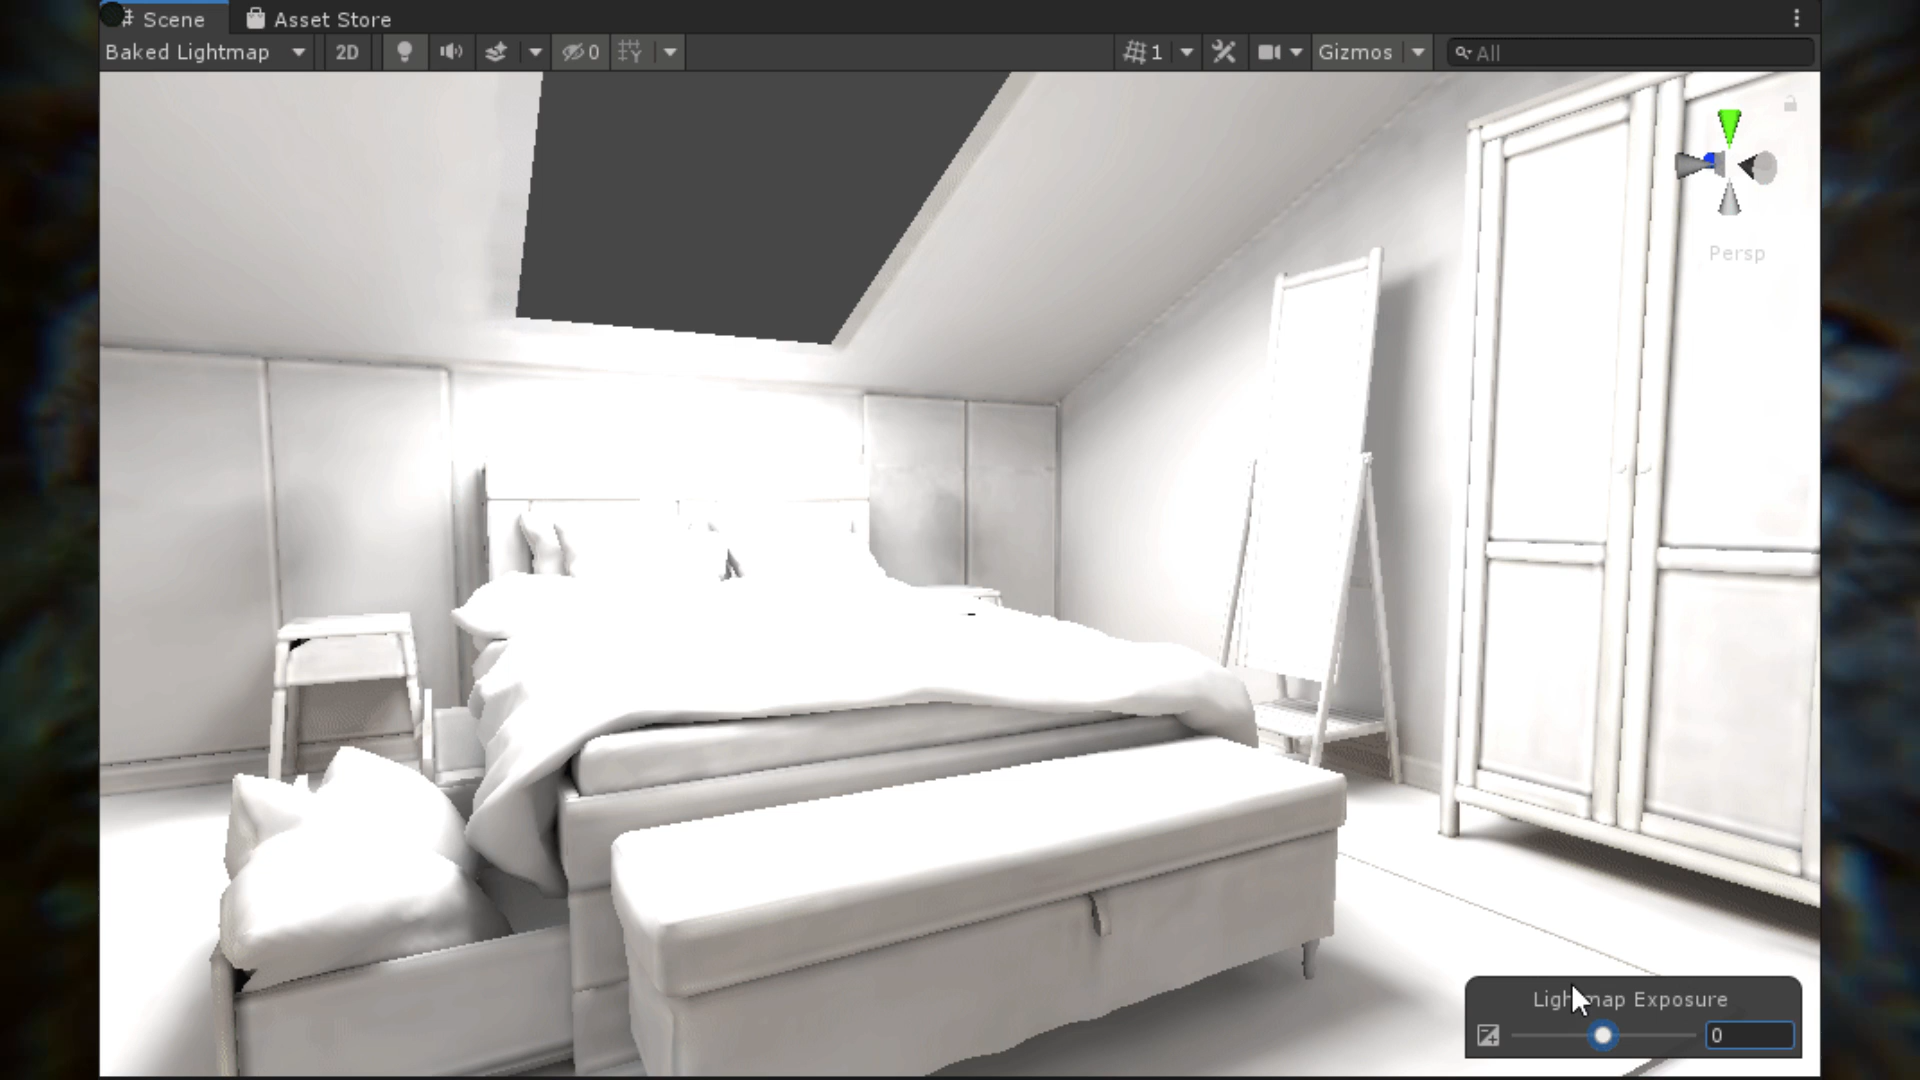 Scene
Asset Store
Baked Lightmap
2D
0
1
Gizmos
All
Persp
Lightmap Exposure
0